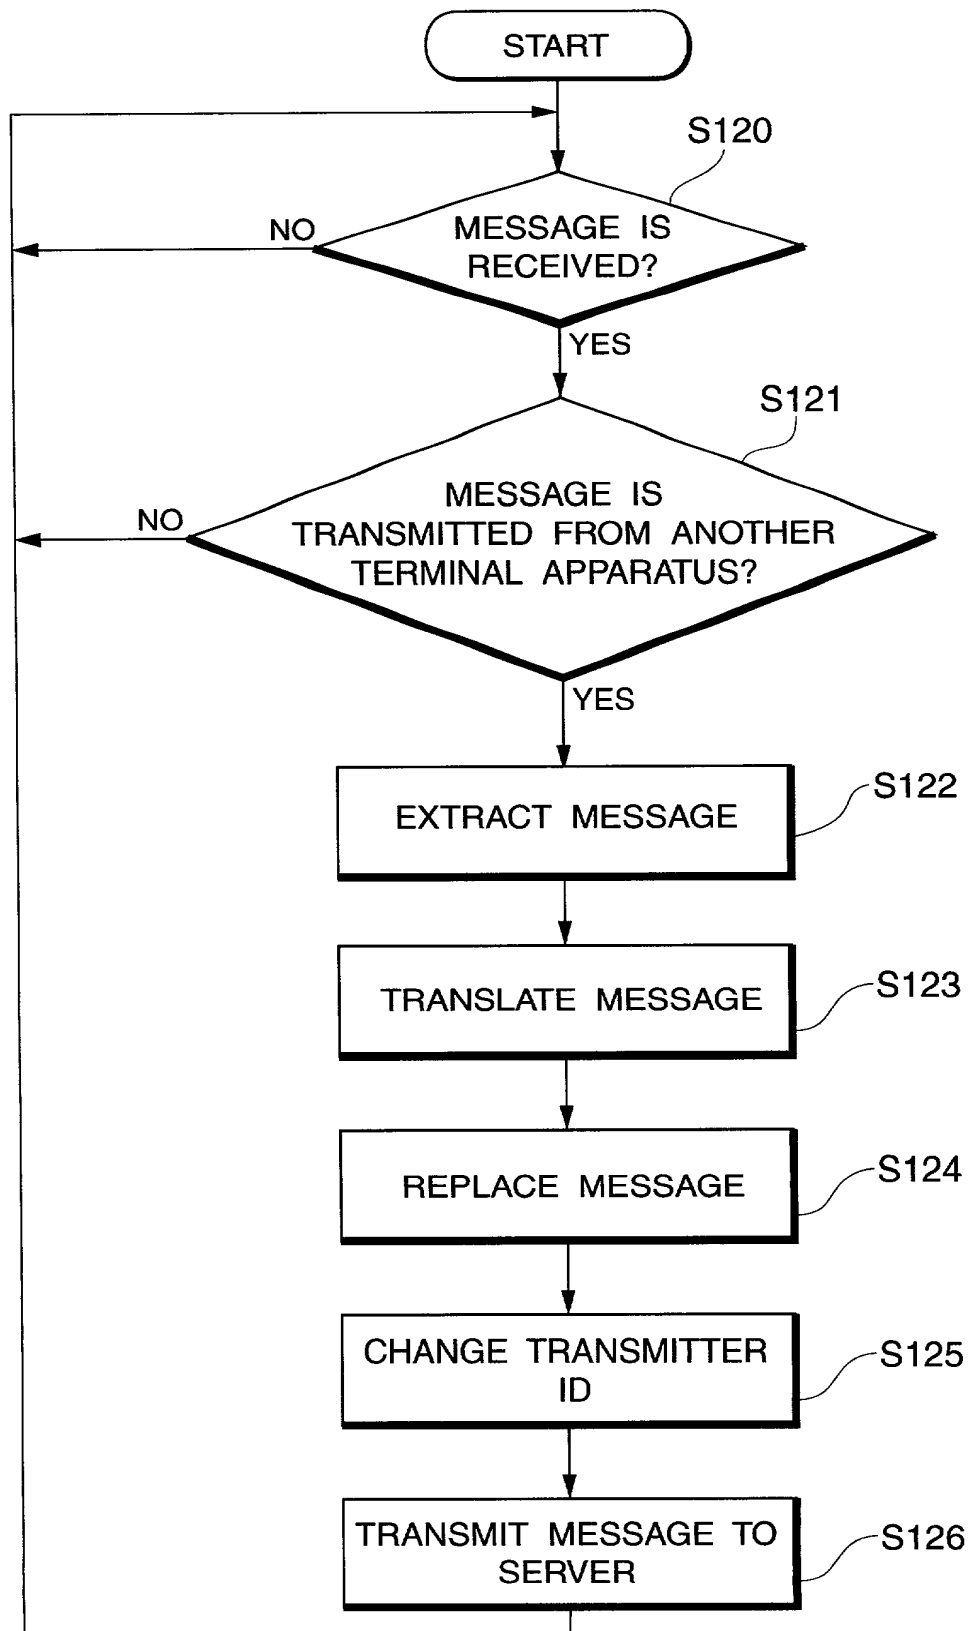 START
S120
MESSAGE IS
RECEIVED?
NO
YES
S121
MESSAGE IS
TRANSMITTED FROM ANOTHER
TERMINAL APPARATUS?
NO
YES
EXTRACT MESSAGE
S122
TRANSLATE MESSAGE
S123
REPLACE MESSAGE
S124
CHANGE TRANSMITTER
ID
S125
TRANSMIT MESSAGE TO
SERVER
S126